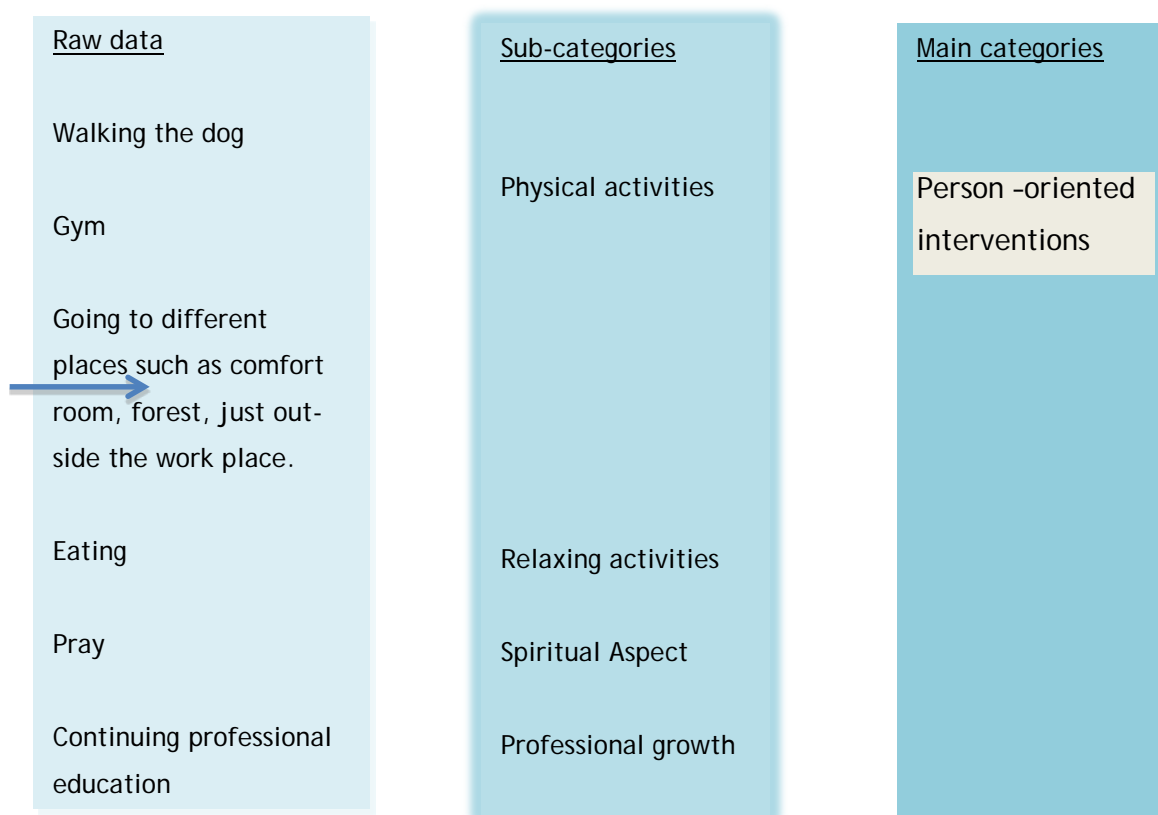 Raw data
Walking the dog
Gym
Going to different
places such as comfort
room, forest, just out-
side the work place.
Eating
Pray
Continuing professional
education
Sub-categories
Physical activities
Relaxing activities
Spiritual Aspect
Professional growth
Main categories
Person –oriented
interventions